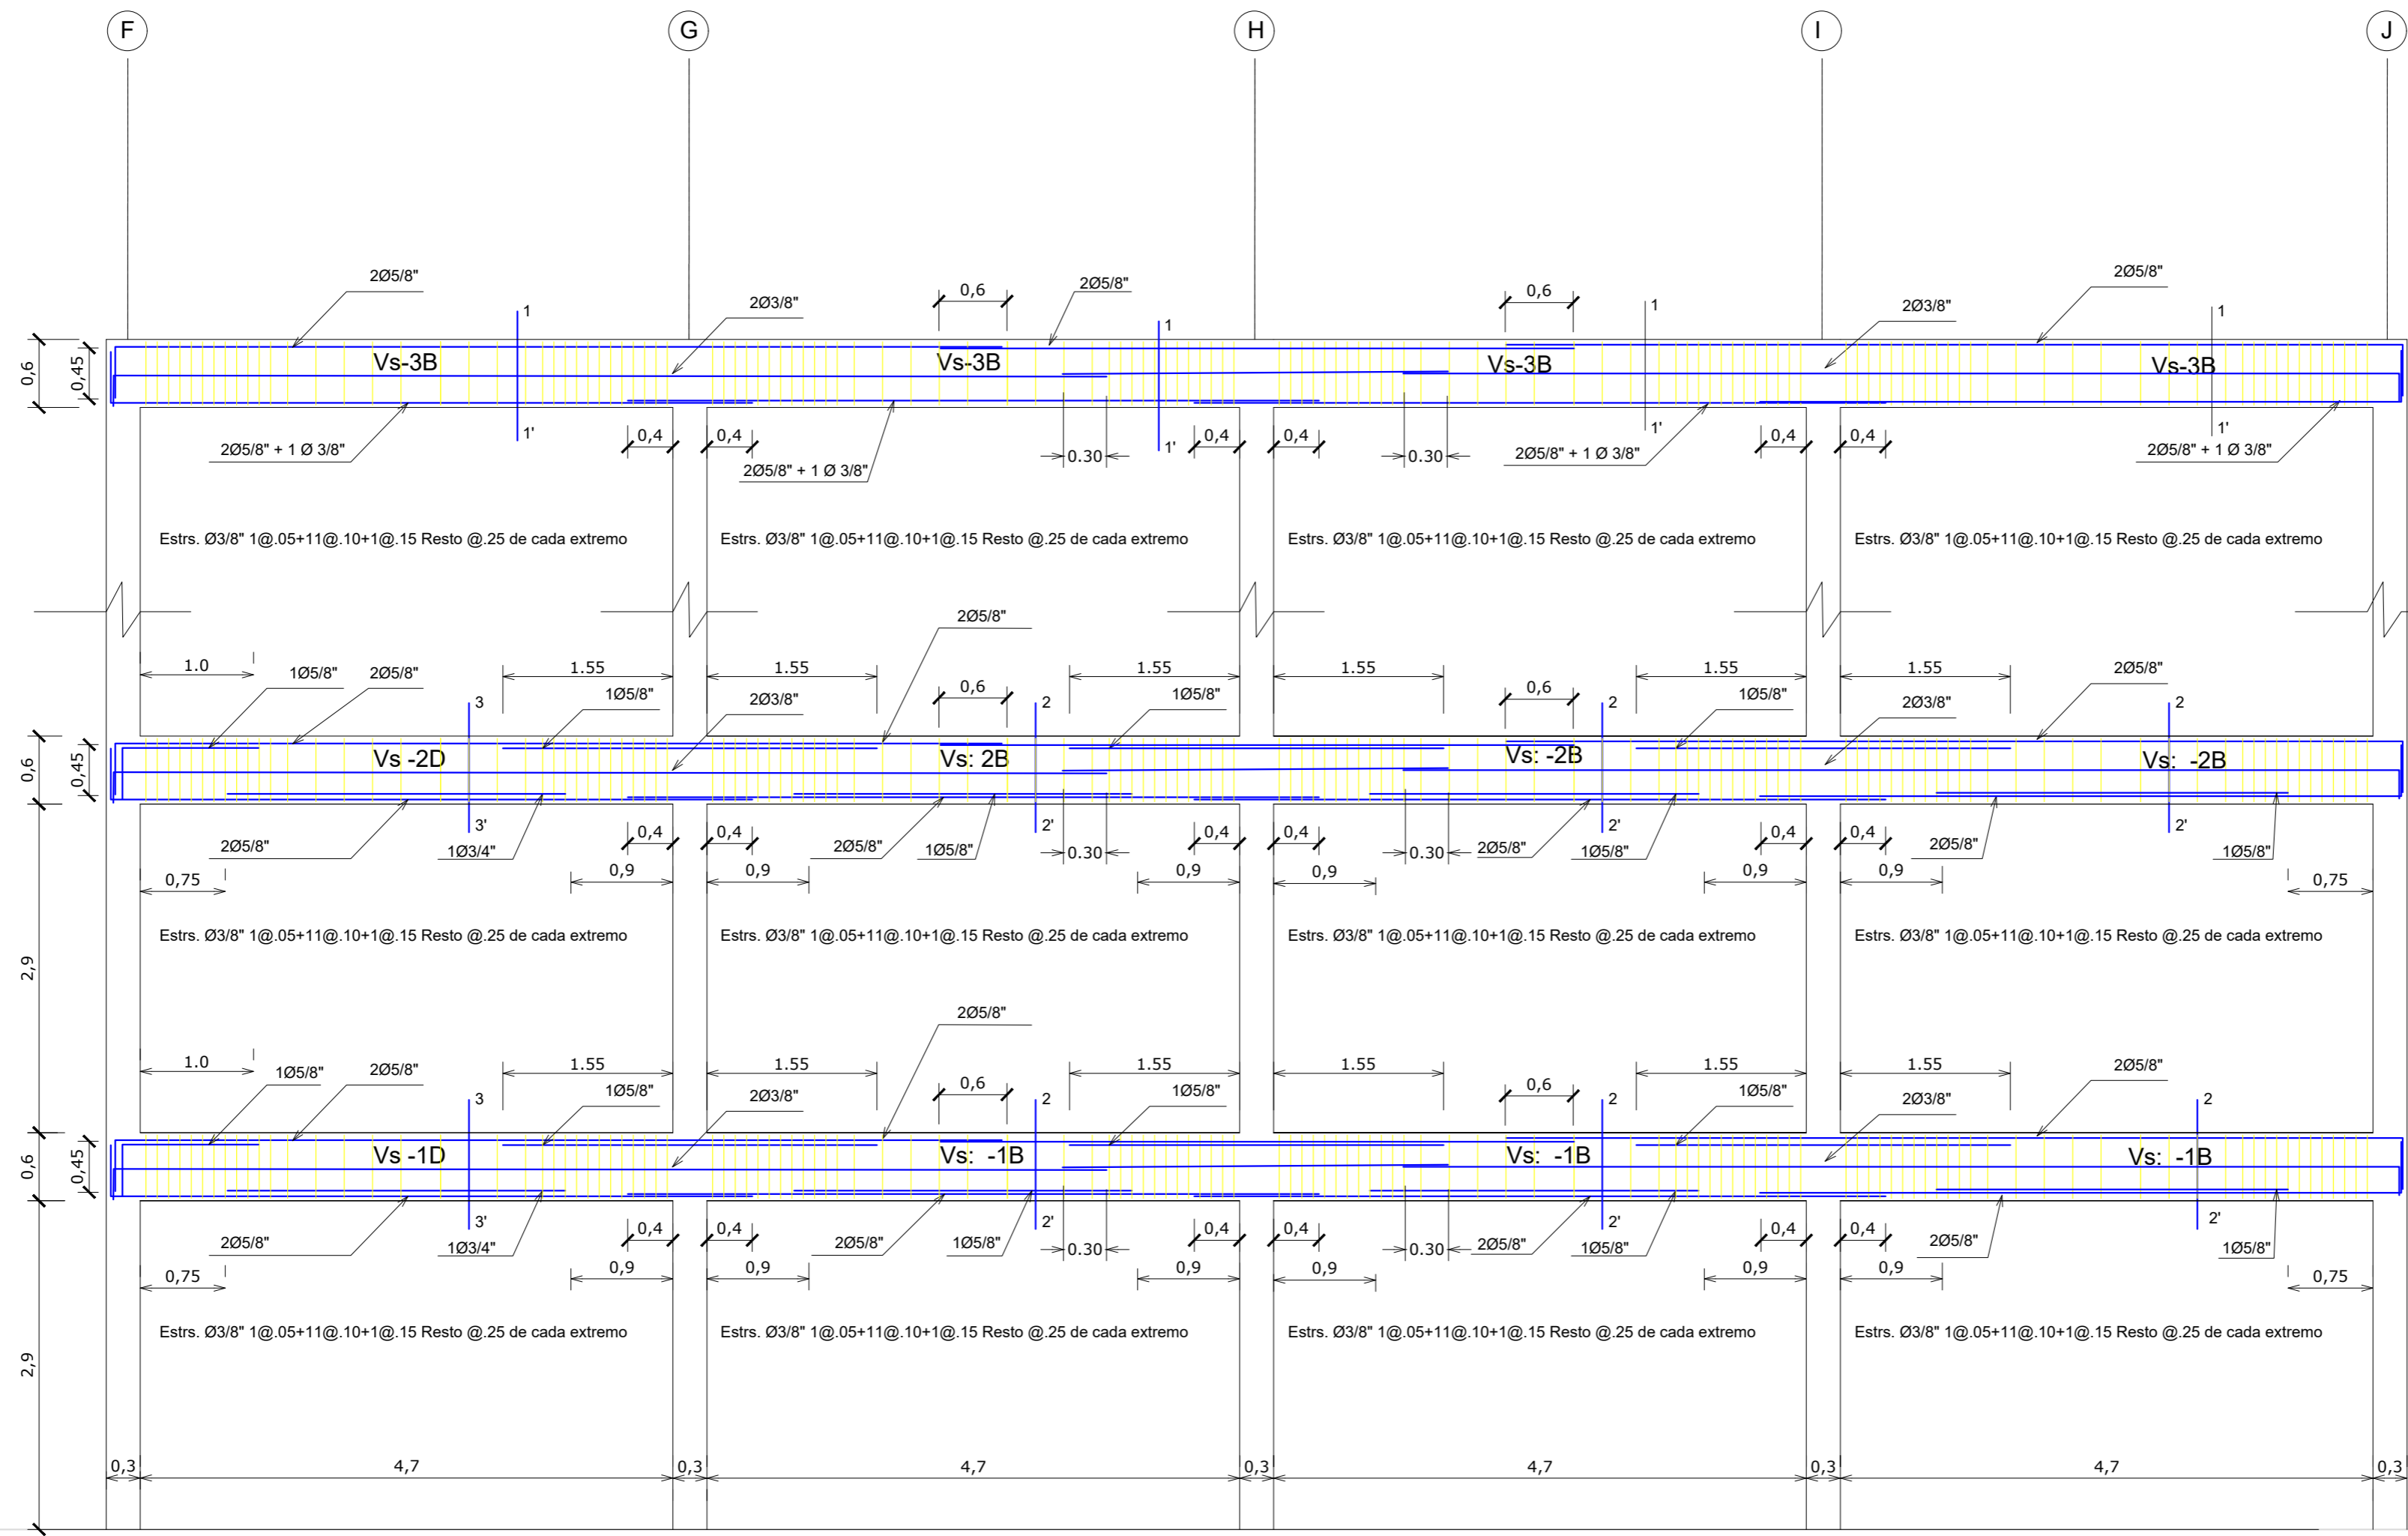 F G H I J
2Ø5/8" 2Ø3/8" 0,6 2Ø5/8" 0,6 2Ø3/8" 2Ø5/8"
1 1 1 1
0,6 0,45 Vs-3B Vs-3B Vs-3B Vs-3B
1' 1' 1' 1'
0,4 0,4 0.30 0,4 0,4 0.30 0,4 0,4
2Ø5/8" + 1 Ø 3/8" 2Ø5/8" + 1 Ø 3/8" 2Ø5/8" + 1 Ø 3/8" 2Ø5/8" + 1 Ø 3/8"
Estrs. Ø3/8" 1@.05+11@.10+1@.15 Resto @.25 de cada extremo
Estrs. Ø3/8" 1@.05+11@.10+1@.15 Resto @.25 de cada extremo
Estrs. Ø3/8" 1@.05+11@.10+1@.15 Resto @.25 de cada extremo
Estrs. Ø3/8" 1@.05+11@.10+1@.15 Resto @.25 de cada extremo
2Ø5/8"
1.0 1.55 1.55 1.55 1.55 1.55 1.55
1Ø5/8" 2Ø5/8" 1Ø5/8" 2Ø3/8" 0,6 1Ø5/8" 0,6 1Ø5/8" 2Ø3/8" 2Ø5/8"
3 2 2 2
0,6 0,45 Vs -2D Vs: 2B Vs: -2B Vs: -2B
3' 2' 2' 2'
0,4 0,4 0.30 0,4 0,4 0.30 0,4 0,4
2Ø5/8" 1Ø3/4" 2Ø5/8" 1Ø5/8" 2Ø5/8" 1Ø5/8" 2Ø5/8" 1Ø5/8"
0,75 0,9 0,9 0,9 0,9 0,9 0,9 0,75
2,9
Estrs. Ø3/8" 1@.05+11@.10+1@.15 Resto @.25 de cada extremo
Estrs. Ø3/8" 1@.05+11@.10+1@.15 Resto @.25 de cada extremo
Estrs. Ø3/8" 1@.05+11@.10+1@.15 Resto @.25 de cada extremo
Estrs. Ø3/8" 1@.05+11@.10+1@.15 Resto @.25 de cada extremo
2Ø5/8"
1.0 1.55 1.55 1.55 1.55 1.55 1.55
1Ø5/8" 2Ø5/8" 1Ø5/8" 2Ø3/8" 0,6 1Ø5/8" 0,6 1Ø5/8" 2Ø3/8" 2Ø5/8"
3 2 2 2
0,6 0,45 Vs -1D Vs: -1B Vs: -1B Vs: -1B
3' 2' 2' 2'
0,4 0,4 0.30 0,4 0,4 0.30 0,4 0,4
2Ø5/8" 1Ø3/4" 2Ø5/8" 1Ø5/8" 2Ø5/8" 1Ø5/8" 2Ø5/8" 1Ø5/8"
0,75 0,9 0,9 0,9 0,9 0,9 0,9 0,75
2,9
Estrs. Ø3/8" 1@.05+11@.10+1@.15 Resto @.25 de cada extremo
Estrs. Ø3/8" 1@.05+11@.10+1@.15 Resto @.25 de cada extremo
Estrs. Ø3/8" 1@.05+11@.10+1@.15 Resto @.25 de cada extremo
Estrs. Ø3/8" 1@.05+11@.10+1@.15 Resto @.25 de cada extremo
0,3 4,7 0,3 4,7 0,3 4,7 0,3 4,7 0,3